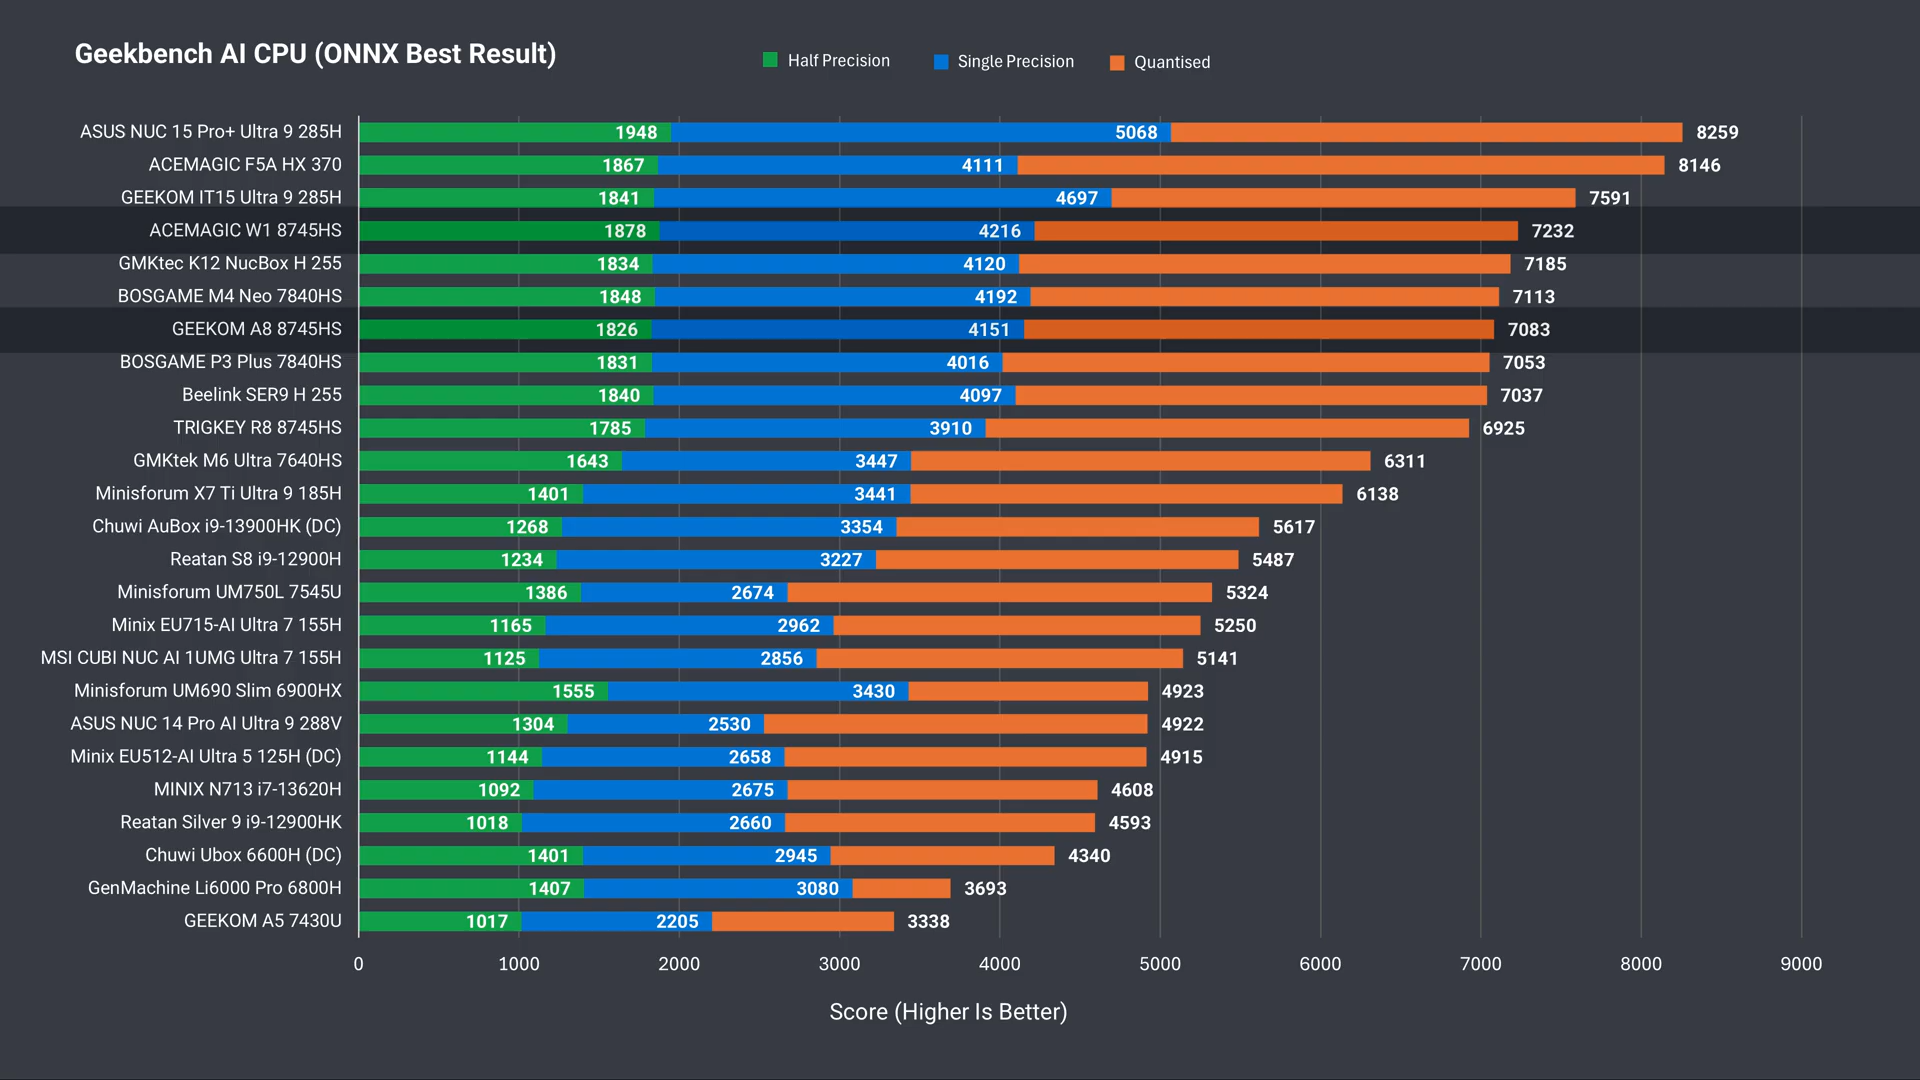 Geekbench AI CPU (ONNX Best Result)
Half Precision
Single Precision
Quantised
ASUS NUC 15 Pro+ Ultra 9 285H 1948 5068 8259
ACEMAGIC F5A HX 370 1867 4111 8146
GEEKOM IT15 Ultra 9 285H 1841 4697 7591
ACEMAGIC W1 8745HS 1878 4216 7232
GMKtec K12 NucBox H 255 1834 4120 7185
BOSGAME M4 Neo 7840HS 1848 4192 7113
GEEKOM A8 8745HS 1826 4151 7083
BOSGAME P3 Plus 7840HS 1831 4016 7053
Beelink SER9 H 255 1840 4097 7037
TRIGKEY R8 8745HS 1785 3910 6925
GMKtek M6 Ultra 7640HS 1643 3447 6311
Minisforum X7 Ti Ultra 9 185H 1401 3441 6138
Chuwi AuBox i9-13900HK (DC) 1268 3354 5617
Reatan S8 i9-12900H 1234 3227 5487
Minisforum UM750L 7545U 1386 2674 5324
Minix EU715-AI Ultra 7 155H 1165 2962 5250
MSI CUBI NUC AI 1UMG Ultra 7 155H 1125 2856 5141
Minisforum UM690 Slim 6900HX 1555 3430 4923
ASUS NUC 14 Pro AI Ultra 9 288V 1304 2530 4922
Minix EU512-AI Ultra 5 125H (DC) 1144 2658 4915
MINIX N713 i7-13620H 1092 2675 4608
Reatan Silver 9 i9-12900HK 1018 2660 4593
Chuwi Ubox 6600H (DC) 1401 2945 4340
GenMachine Li6000 Pro 6800H 1407 3080 3693
GEEKOM A5 7430U 1017 2205 3338
0 1000 2000 3000 4000 5000 6000 7000 8000 9000
Score (Higher Is Better)